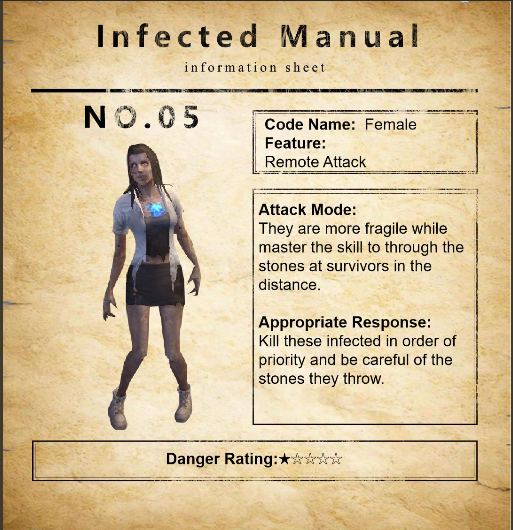 Infected Manual
information sheet
NO.05
Code Name: Female
Feature:
Remote Attack
Attack Mode:
They are more fragile while
master the skill to through the
stones at survivors in the
distance.
Appropriate Response:
Kill these infected in order of
priority and be careful of the
stones they throw.
Danger Rating:★☆☆☆☆